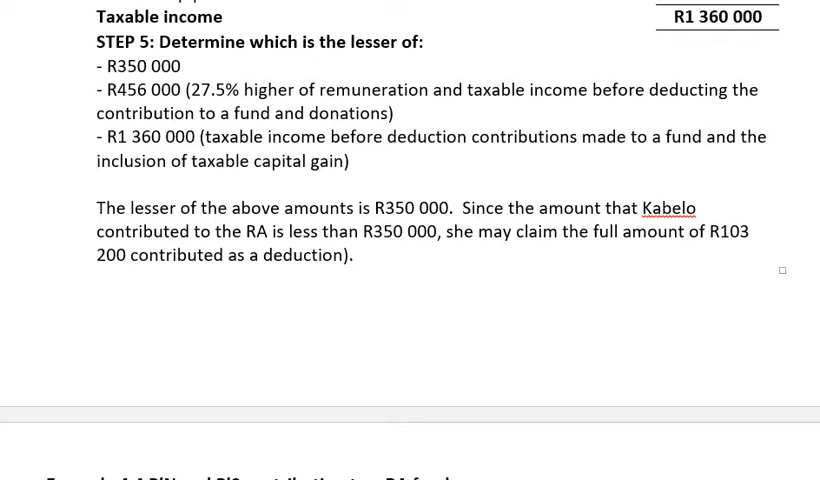 Taxable income R1 360 000
STEP 5: Determine which is the lesser of:
- R350 000
- R456 000 (27.5% higher of remuneration and taxable income before deducting the
contribution to a fund and donations)
- R1 360 000 (taxable income before deduction contributions made to a fund and the
inclusion of taxable capital gain)
The lesser of the above amounts is R350 000. Since the amount that Kabelo
contributed to the RA is less than R350 000, she may claim the full amount of R103
200 contributed as a deduction).